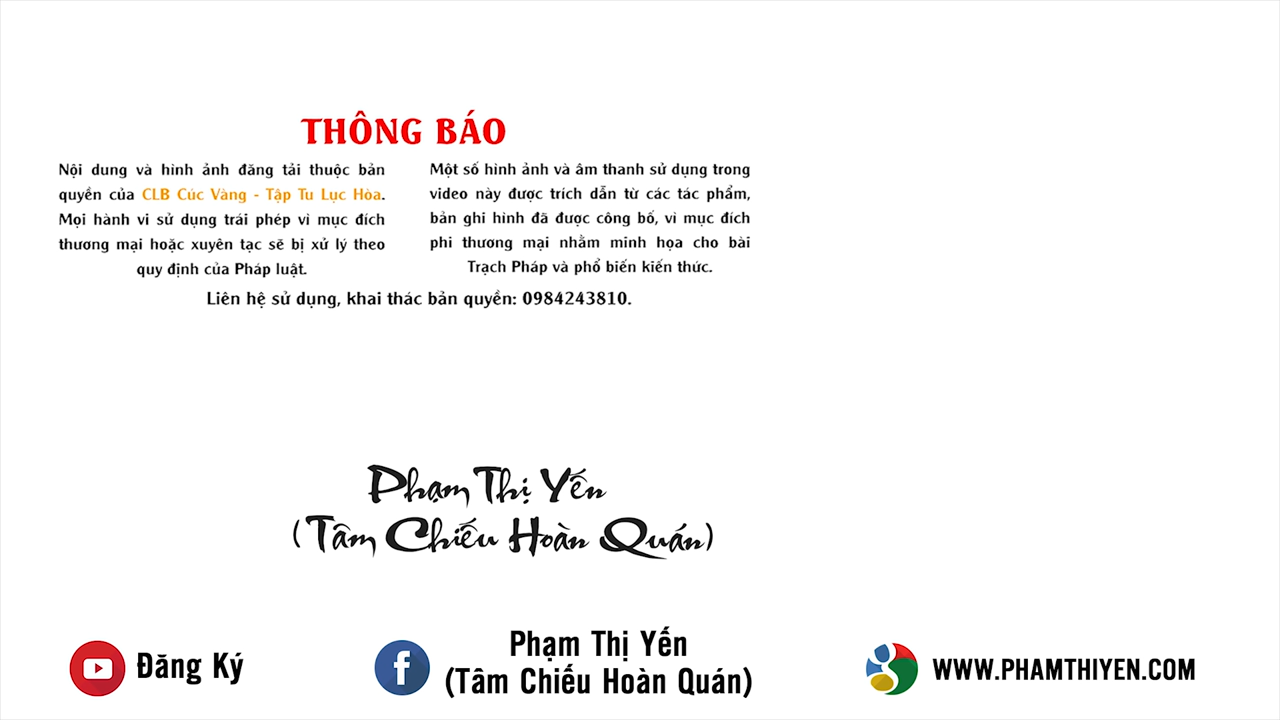 THÔNG BÁO
Nội dung và hình ảnh đăng tải thuộc bản
quyền của CLB Cúc Vàng - Tập Tu Lục Hòa.
Mọi hành vi sử dụng trái phép vì mục đích
thương mại hoặc xuyên tạc sẽ bị xử lý theo
quy định của Pháp luật.
Một số hình ảnh và âm thanh sử dụng trong
video này được trích dẫn từ các tác phẩm,
bản ghi hình đã được công bố, vì mục đích
phi thương mại nhằm minh họa cho bài
Trạch Pháp và phổ biến kiến thức.
Liên hệ sử dụng, khai thác bản quyền: 0984243810.
Phạm Thị Yến
(Tâm Chiếu Hoàn Quán)
Đăng Ký
Phạm Thị Yến
(Tâm Chiếu Hoàn Quán)
WWW.PHAMTHIYEN.COM